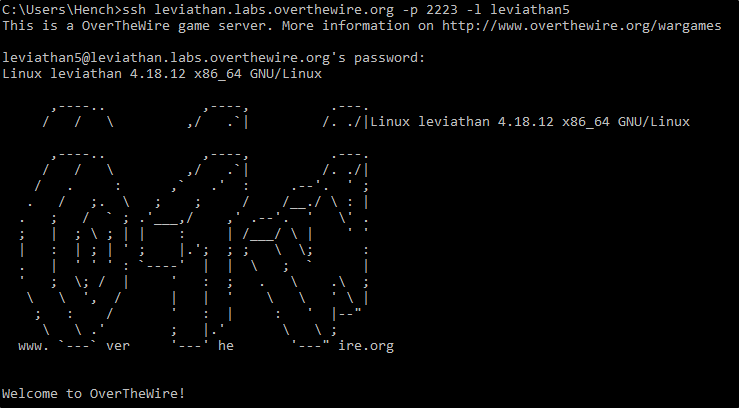 C:\Users\Hench>ssh leviathan.labs.overthewire.org -p 2223 -l leviathan5
This is a OverTheWire game server. More information on http://www.overthewire.org/wargames
leviathan5@leviathan.labs.overthewire.org's password:
Linux leviathan 4.18.12 x86_64 GNU/Linux
Linux leviathan 4.18.12 x86_64 GNU/Linux
www. `---` ver '---' he '---" ire.org
Welcome to OverTheWire!